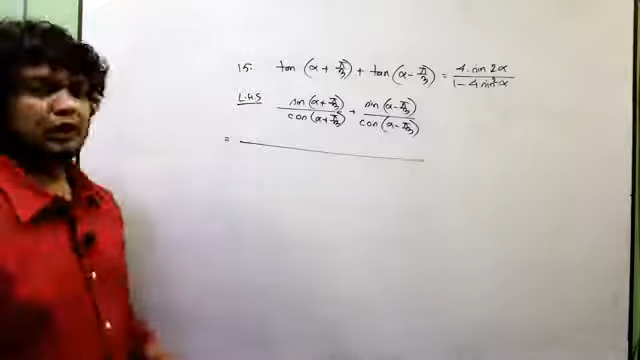 15. tan (α + π/3) + tan (α - π/3) = 4 sin 2α / 1 - 4 sin²α
L.H.S sin (α + π/3) / cos (α + π/3) + sin (α - π/3) / cos (α - π/3)
=